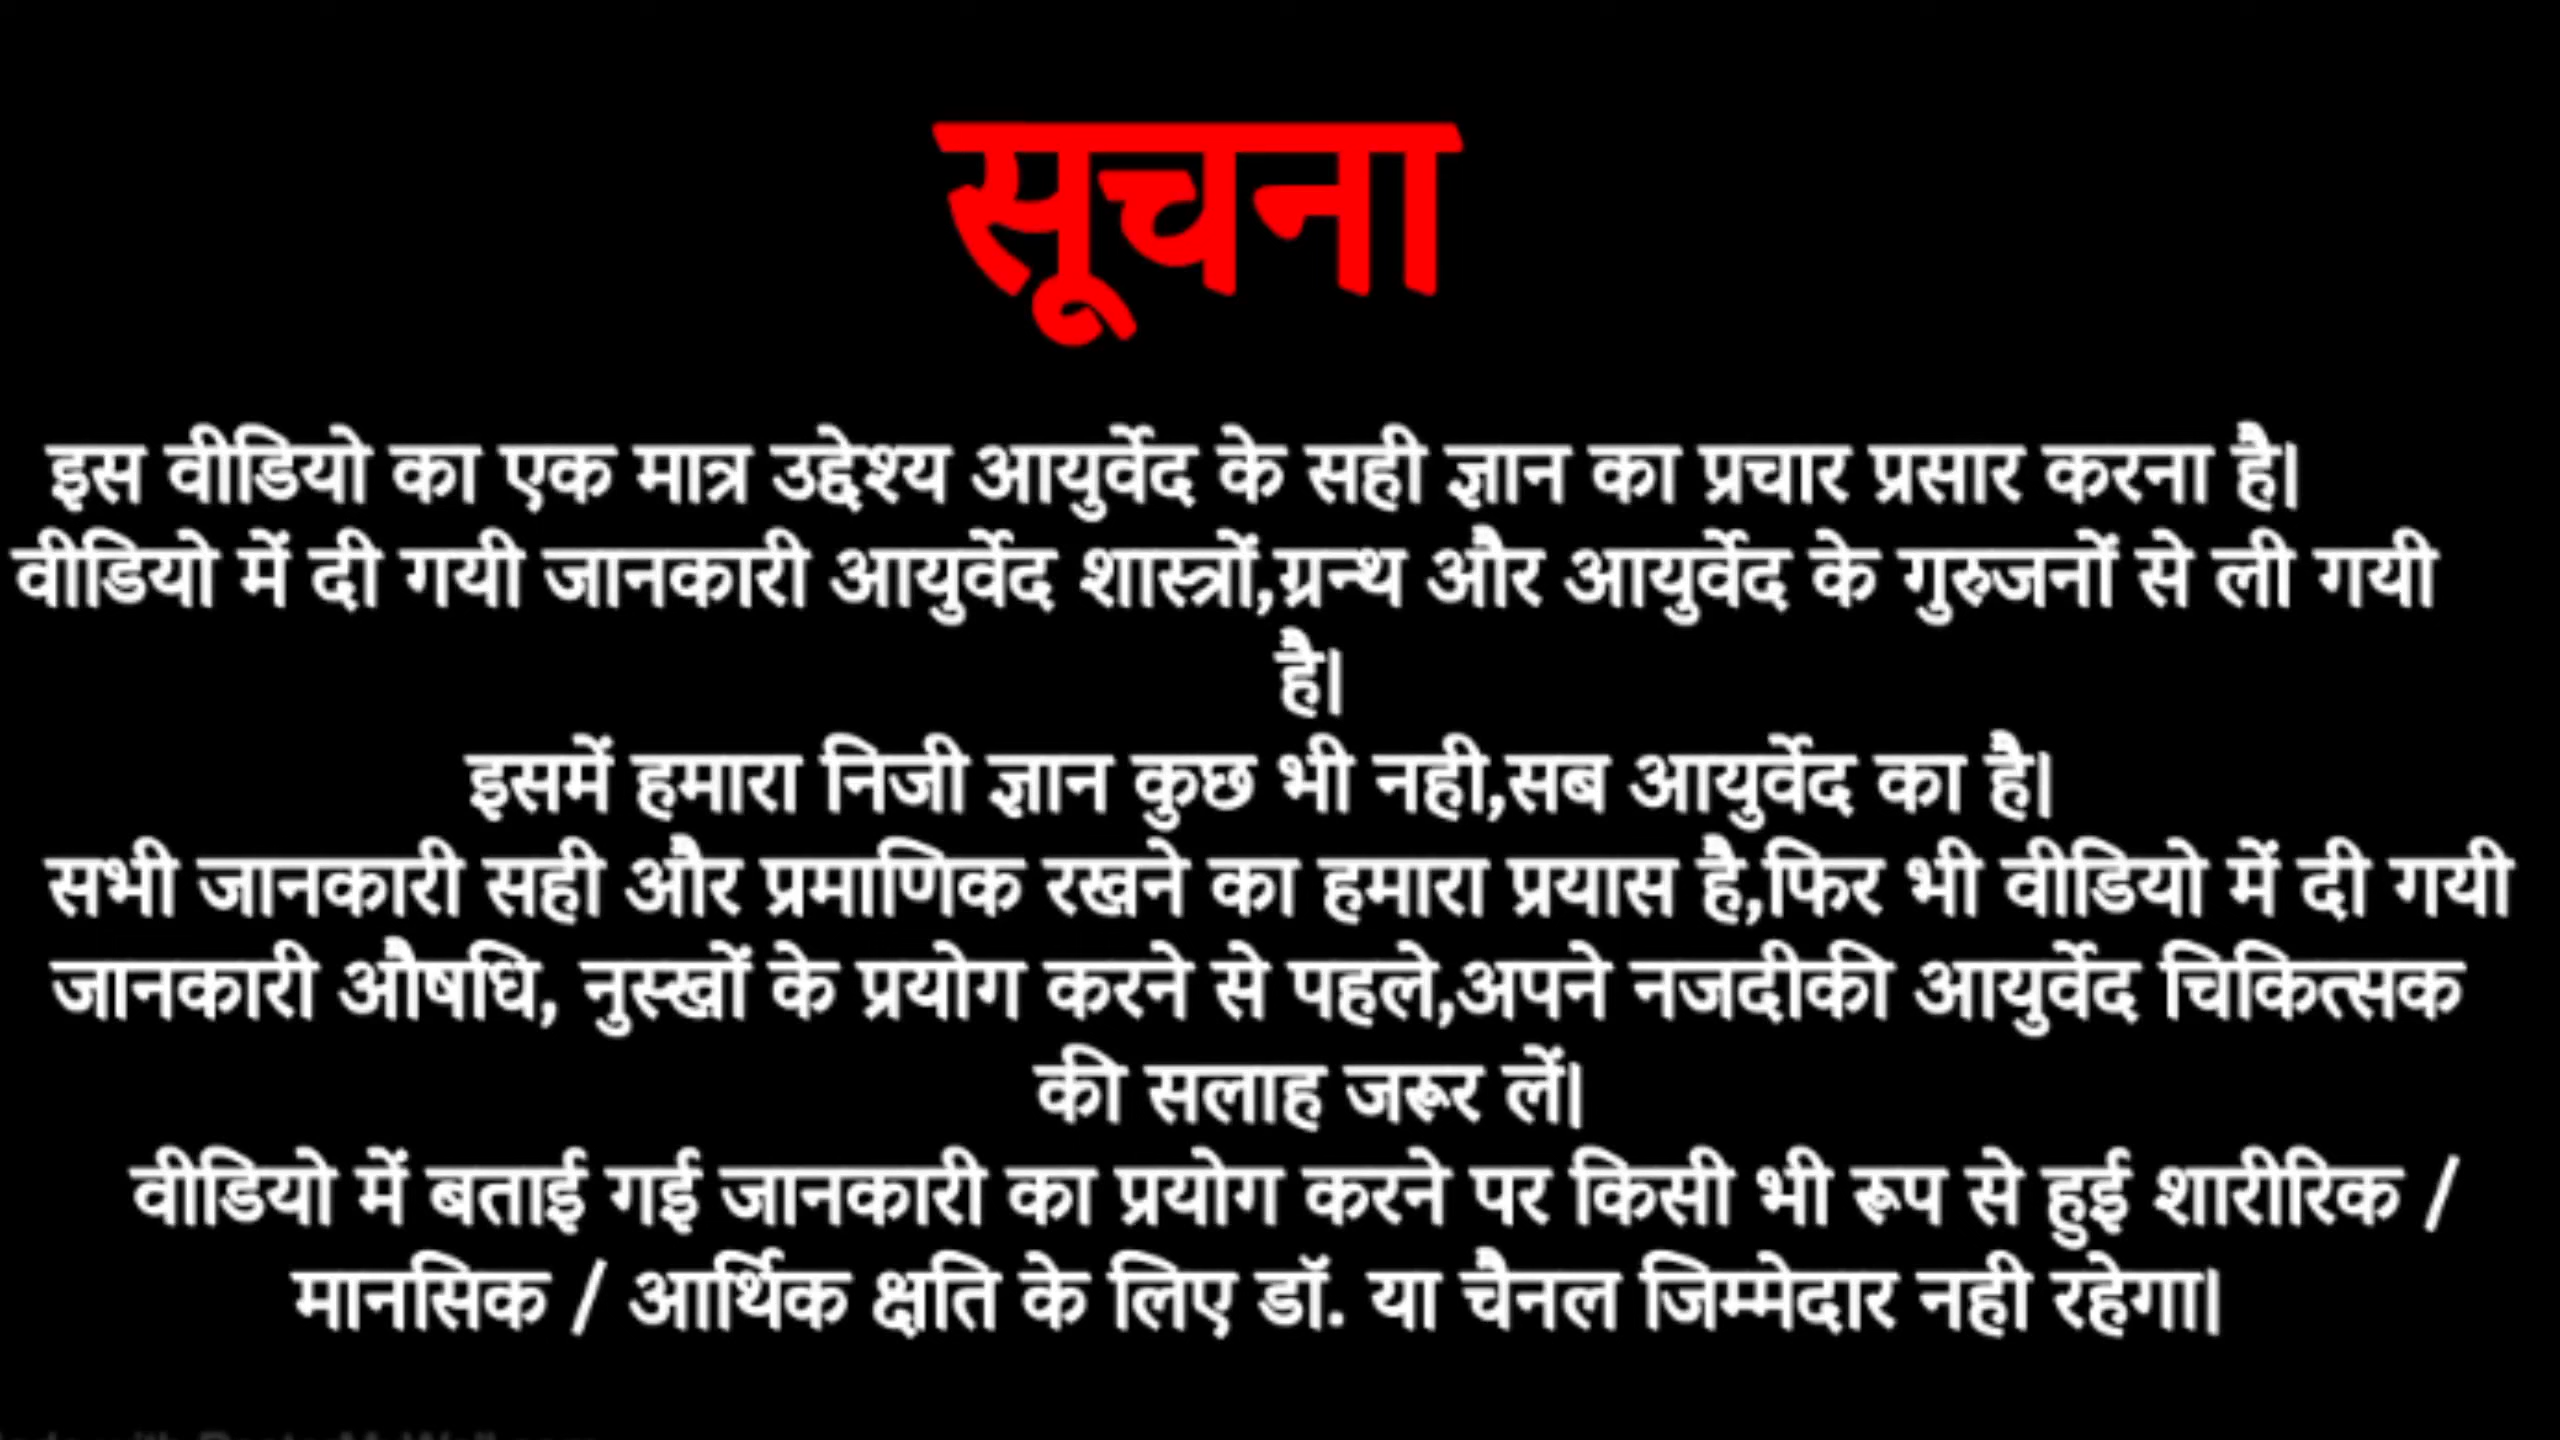 सूचना
इस वीडियो का एक मात्र उद्देश्य आयुर्वेद के सही ज्ञान का प्रचार प्रसार करना है|
वीडियो में दी गयी जानकारी आयुर्वेद शास्त्रों,ग्रन्थ और आयुर्वेद के गुरुजनों से ली गयी
है|
इसमें हमारा निजी ज्ञान कुछ भी नही,सब आयुर्वेद का है|
सभी जानकारी सही और प्रमाणिक रखने का हमारा प्रयास है,फिर भी वीडियो में दी गयी
जानकारी औषधि, नुस्खों के प्रयोग करने से पहले,अपने नजदीकी आयुर्वेद चिकित्सक
की सलाह जरूर लें|
वीडियो में बताई गई जानकारी का प्रयोग करने पर किसी भी रूप से हुई शारीरिक /
मानसिक / आर्थिक क्षति के लिए डॉ. या चैनल जिम्मेदार नही रहेगा|